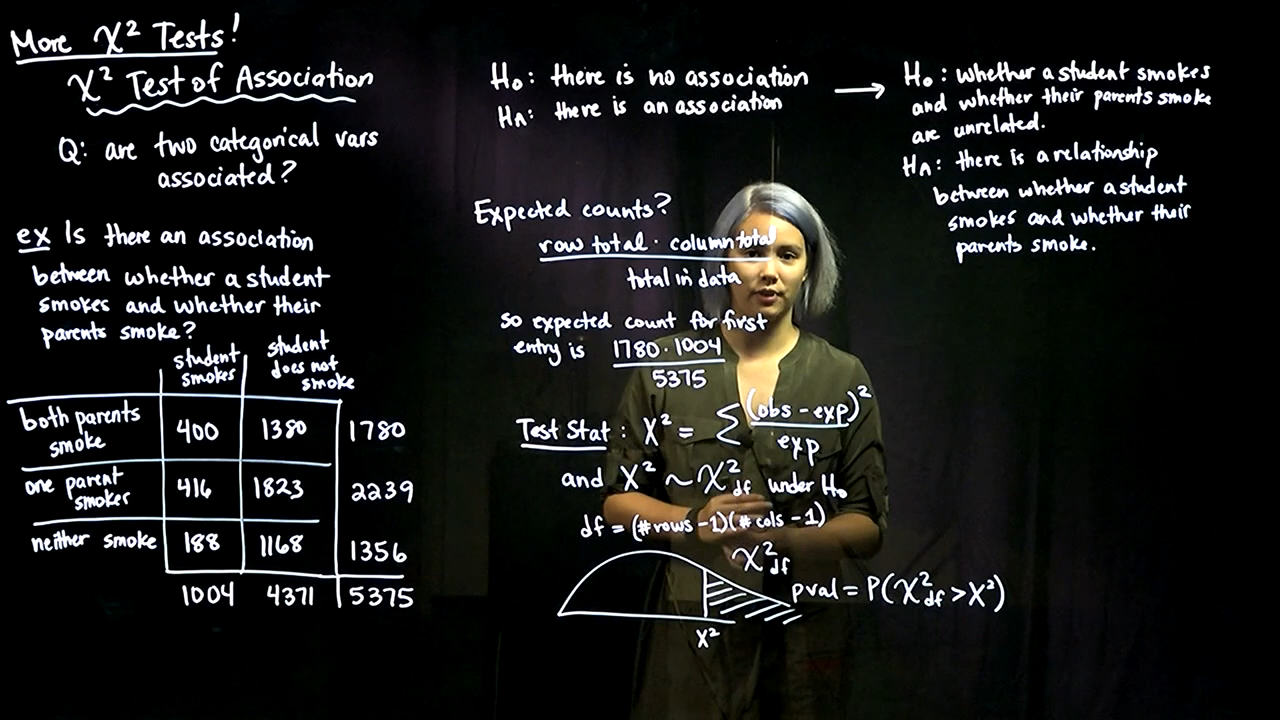 More χ² Tests!
χ² Test of Association
Q: are two categorical vars
associated?
ex Is there an association
between whether a student
smokes and whether their
parents smoke?
student smokes
student does not smoke
both parents smoke 400 1380 1780
one parent smokes 416 1823 2239
neither smoke 188 1168 1356
1004 4371 5375
H₀: there is no association
Hᴀ: there is an association
Expected counts?
row total · column total
total in data
so expected count for first
entry is 1780 · 1004
5375
Test Stat: X² = Σ (obs - exp)²
exp
and X² ~ χ²df under H₀
df = (#rows -1)(# cols -1)
χ²df
pval = P(χ²df > X²)
X²
→ H₀: whether a student smokes
and whether their parents smoke
are unrelated.
Hᴀ: there is a relationship
between whether a student
smokes and whether their
parents smoke.